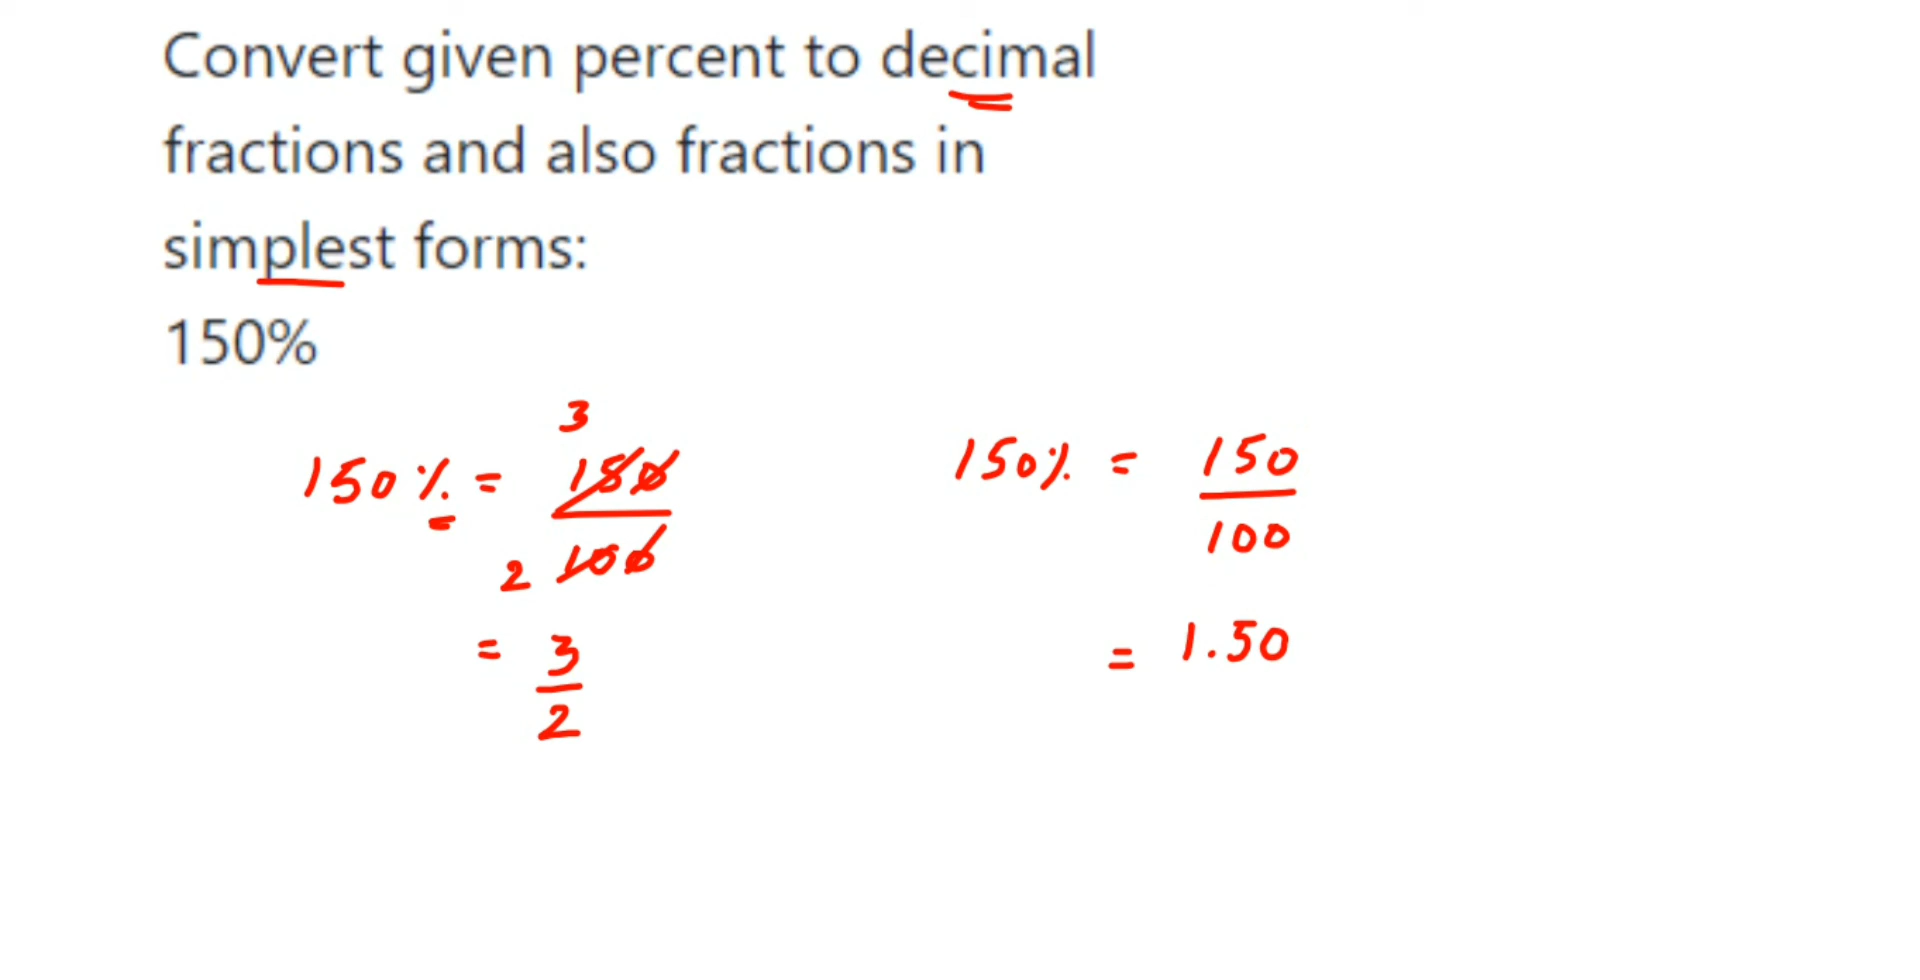 Convert given percent to decimal
fractions and also fractions in
simplest forms:
150%
3
150% = 150
2 100
= 3
2
150% = 150
100
= 1.50